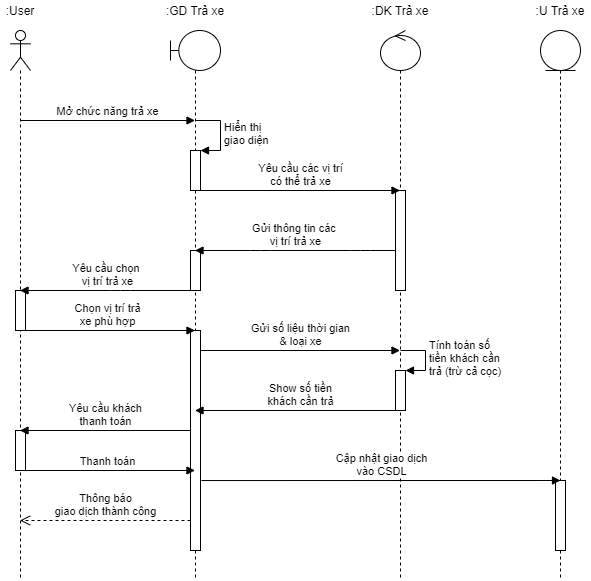 :User
:GD Trả xe
:DK Trả xe
:U Trả xe
Mở chức năng trả xe
Hiển thị
giao diện
Yêu cầu các vị trí
có thể trả xe
Gửi thông tin các
vị trí trả xe
Yêu cầu chọn
vị trí trả xe
Chọn vị trí trả
xe phù hợp
Gửi số liệu thời gian
& loại xe
Tính toán số
tiền khách cần
trả (trừ cả cọc)
Show số tiền
khách cần trả
Yêu cầu khách
thanh toán
Thanh toán
Cập nhật giao dịch
vào CSDL
Thông báo
giao dịch thành công